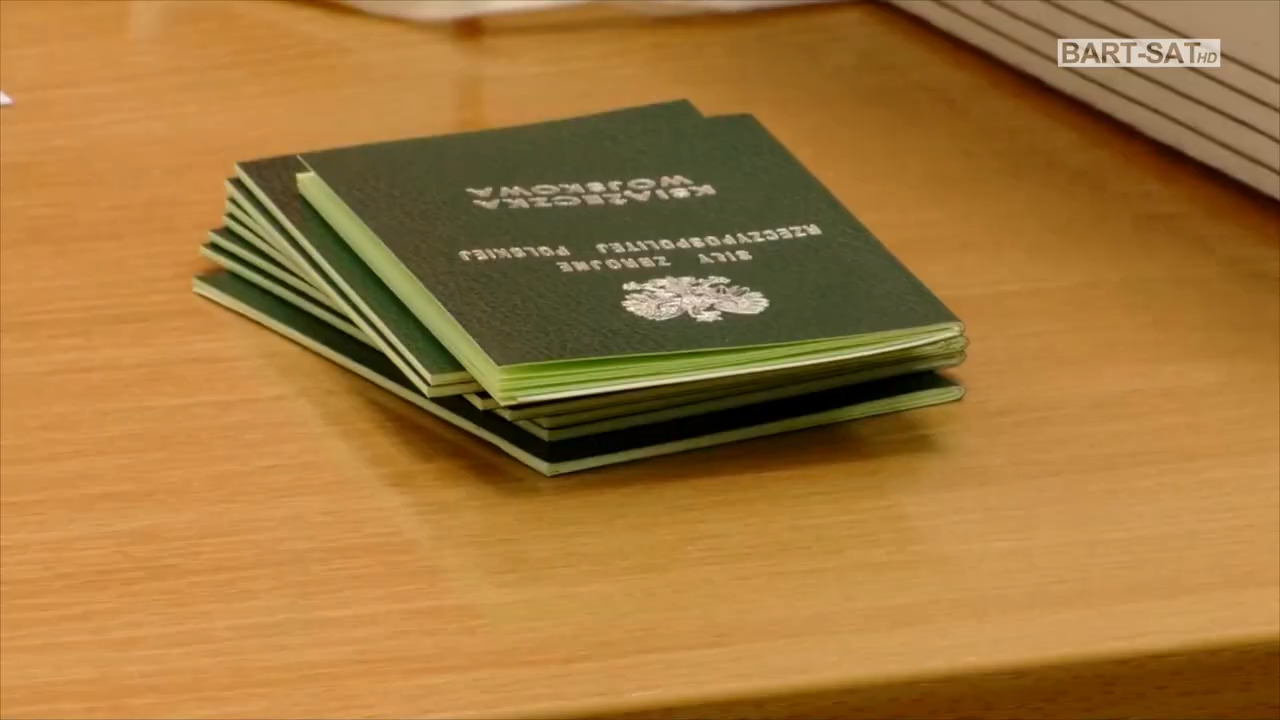 BART-SAT HD
SIŁY ZBROJNE
RZECZYPOSPOLITEJ POLSKIEJ
KSIĄŻECZKA
WOJSKOWA